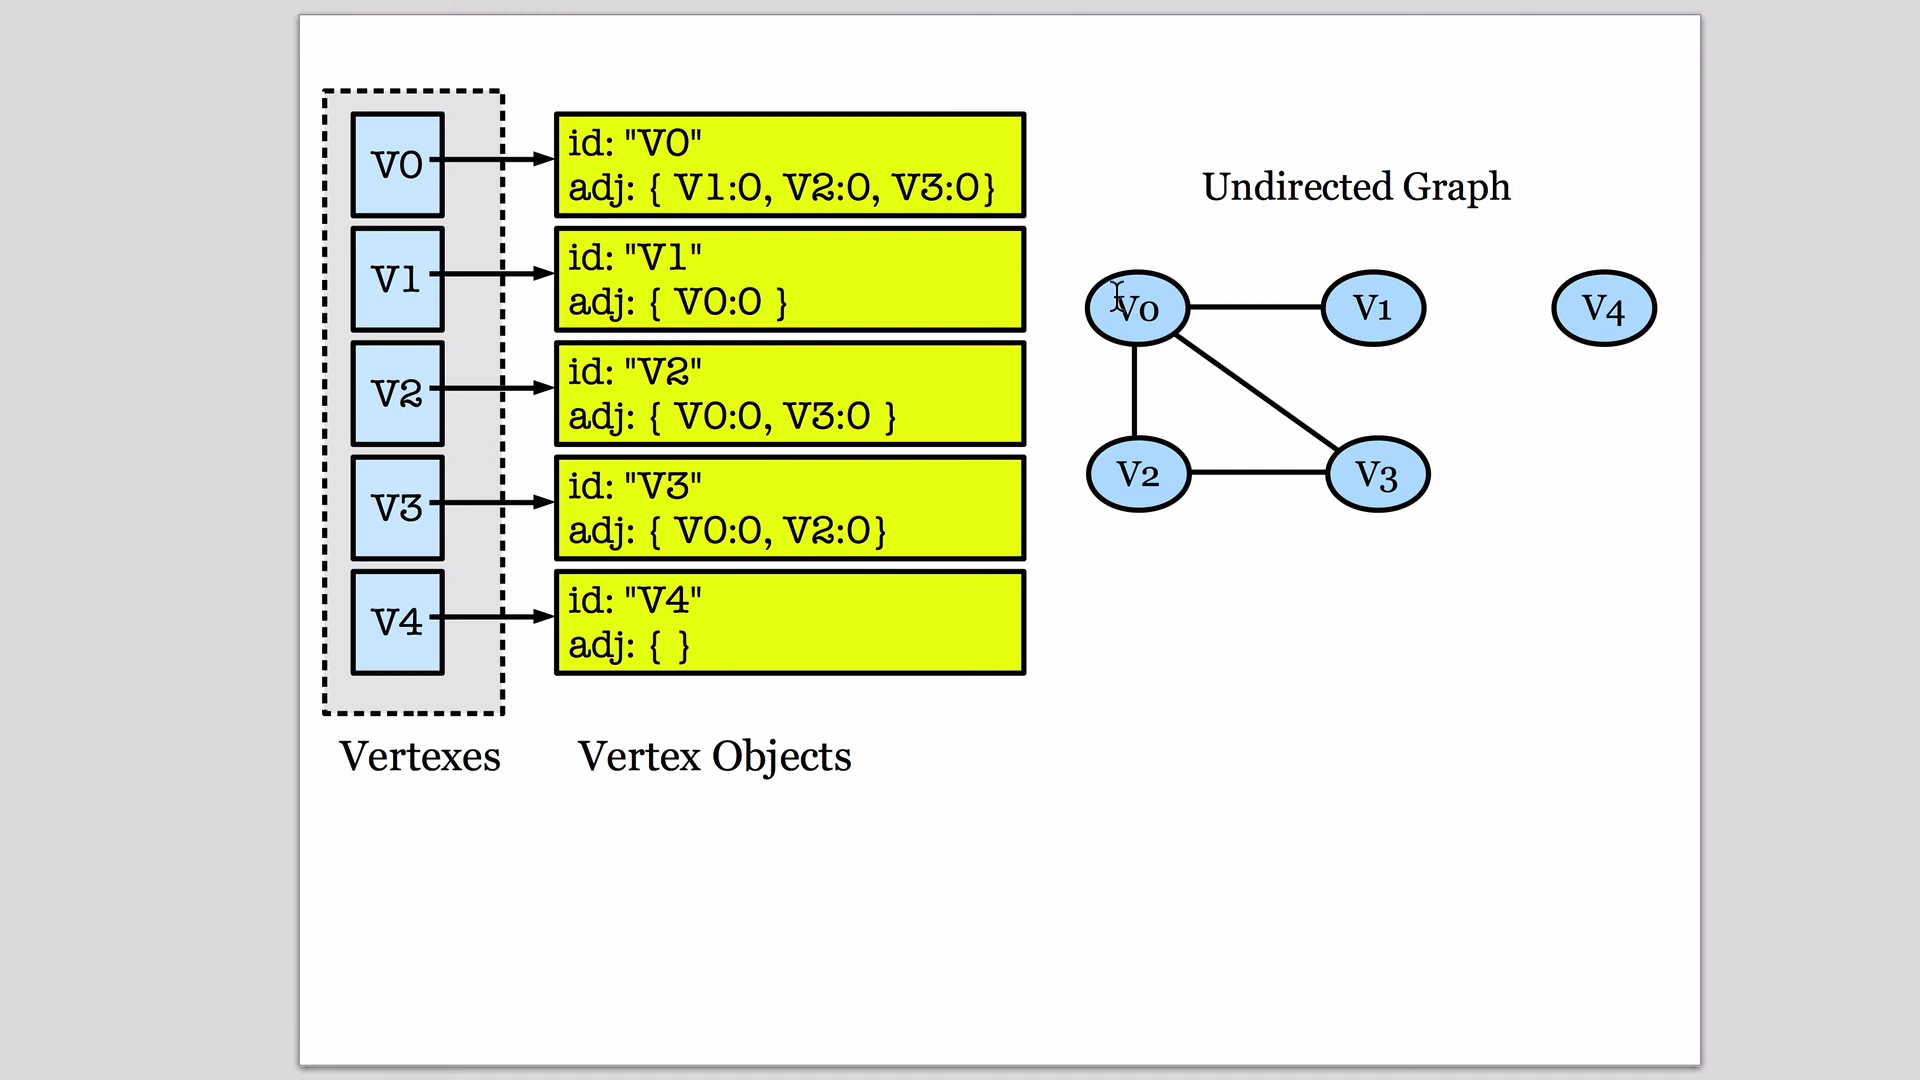 V0
id: "V0"
adj: { V1:0, V2:0, V3:0}
V1
id: "V1"
adj: { V0:0 }
V2
id: "V2"
adj: { V0:0, V3:0 }
V3
id: "V3"
adj: { V0:0, V2:0}
V4
id: "V4"
adj: { }
Vertexes
Vertex Objects
Undirected Graph
V0
V1
V4
V2
V3